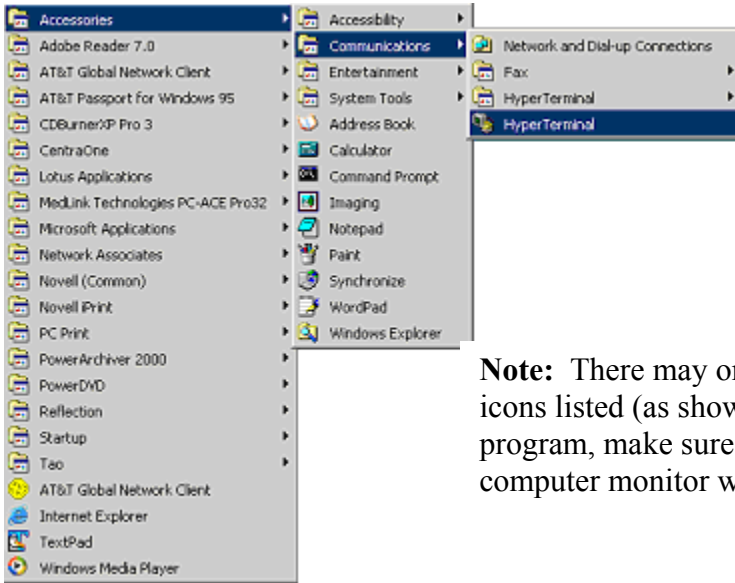 Accessories
Adobe Reader 7.0
AT&T Global Network Client
AT&T Passport for Windows 95
CDBurnerXP Pro 3
CentraOne
Lotus Applications
MedLink Technologies PC-ACE Pro32
Microsoft Applications
Network Associates
Novell (Common)
Novell iPrint
PC Print
PowerArchiver 2000
PowerDVD
Reflection
Startup
Tao
AT&T Global Network Client
Internet Explorer
TextPad
Windows Media Player
Accessibility
Communications
Entertainment
System Tools
Address Book
Calculator
Command Prompt
Imaging
Notepad
Paint
Synchronize
WordPad
Windows Explorer
Network and Dial-up Connections
Fax
HyperTerminal
HyperTerminal
Note: There may
icons listed (as
program, make sure
computer monitor